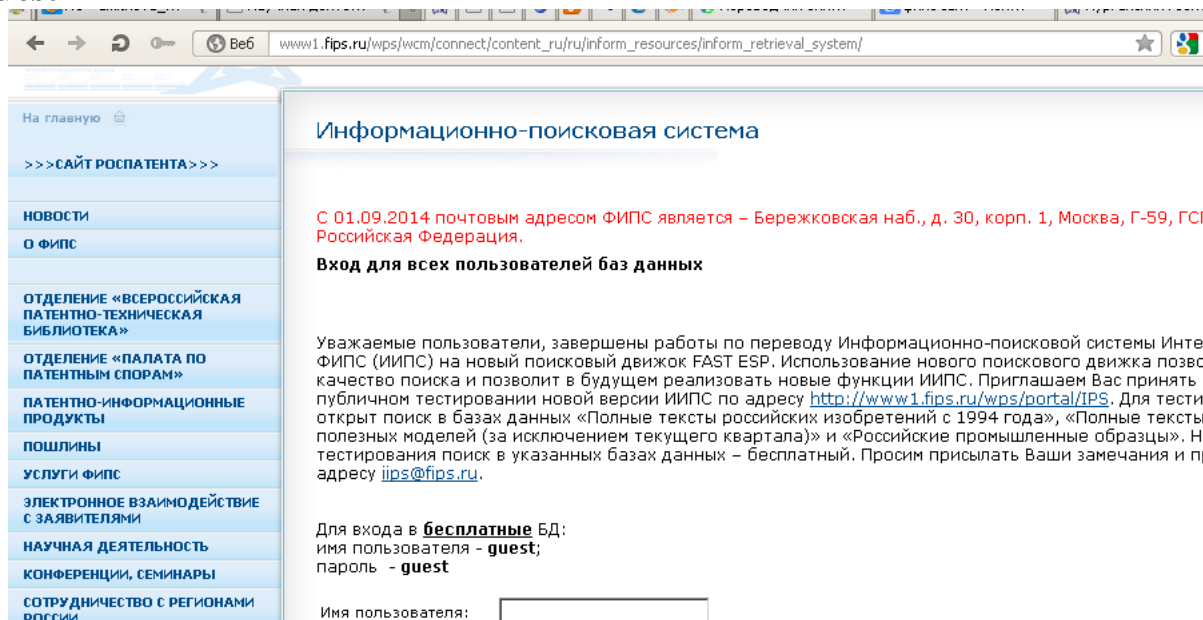 Веб
www1.fips.ru/wps/wcm/connect/content_ru/ru/inform_resources/inform_retrieval_system/
На главную
>>>САЙТ РОСПАТЕНТА>>>
НОВОСТИ
О ФИПС
ОТДЕЛЕНИЕ «ВСЕРОССИЙСКАЯ
ПАТЕНТНО-ТЕХНИЧЕСКАЯ
БИБЛИОТЕКА»
ОТДЕЛЕНИЕ «ПАЛАТА ПО
ПАТЕНТНЫМ СПОРАМ»
ПАТЕНТНО-ИНФОРМАЦИОННЫЕ
ПРОДУКТЫ
ПОШЛИНЫ
УСЛУГИ ФИПС
ЭЛЕКТРОННОЕ ВЗАИМОДЕЙСТВИЕ
С ЗАЯВИТЕЛЯМИ
НАУЧНАЯ ДЕЯТЕЛЬНОСТЬ
КОНФЕРЕНЦИИ, СЕМИНАРЫ
СОТРУДНИЧЕСТВО С РЕГИОНАМИ
РОССИИ
Информационно-поисковая система
С 01.09.2014 почтовым адресом ФИПС является – Бережковская наб., д. 30, корп. 1, Москва, Г-59,
Российская Федерация.
Вход для всех пользователей баз данных
Уважаемые пользователи, завершены работы по переводу Информационно-поисковой системы Инте
ФИПС (ИИПС) на новый поисковый движок FAST ESP. Использование нового поискового движка позво
качество поиска и позволит в будущем реализовать новые функции ИИПС. Приглашаем Вас принять
публичном тестировании новой версии ИИПС по адресу http://www1.fips.ru/wps/portal/IPS. Для тести
открыт поиск в базах данных «Полные тексты российских изобретений с 1994 года», «Полные тексты
полезных моделей (за исключением текущего квартала)» и «Российские промышленные образцы». Н
тестирования поиск в указанных базах данных – бесплатный. Просим присылать Ваши замечания и п
адресу iips@fips.ru.
Для входа в бесплатные БД:
имя пользователя - guest;
пароль - guest
Имя пользователя: